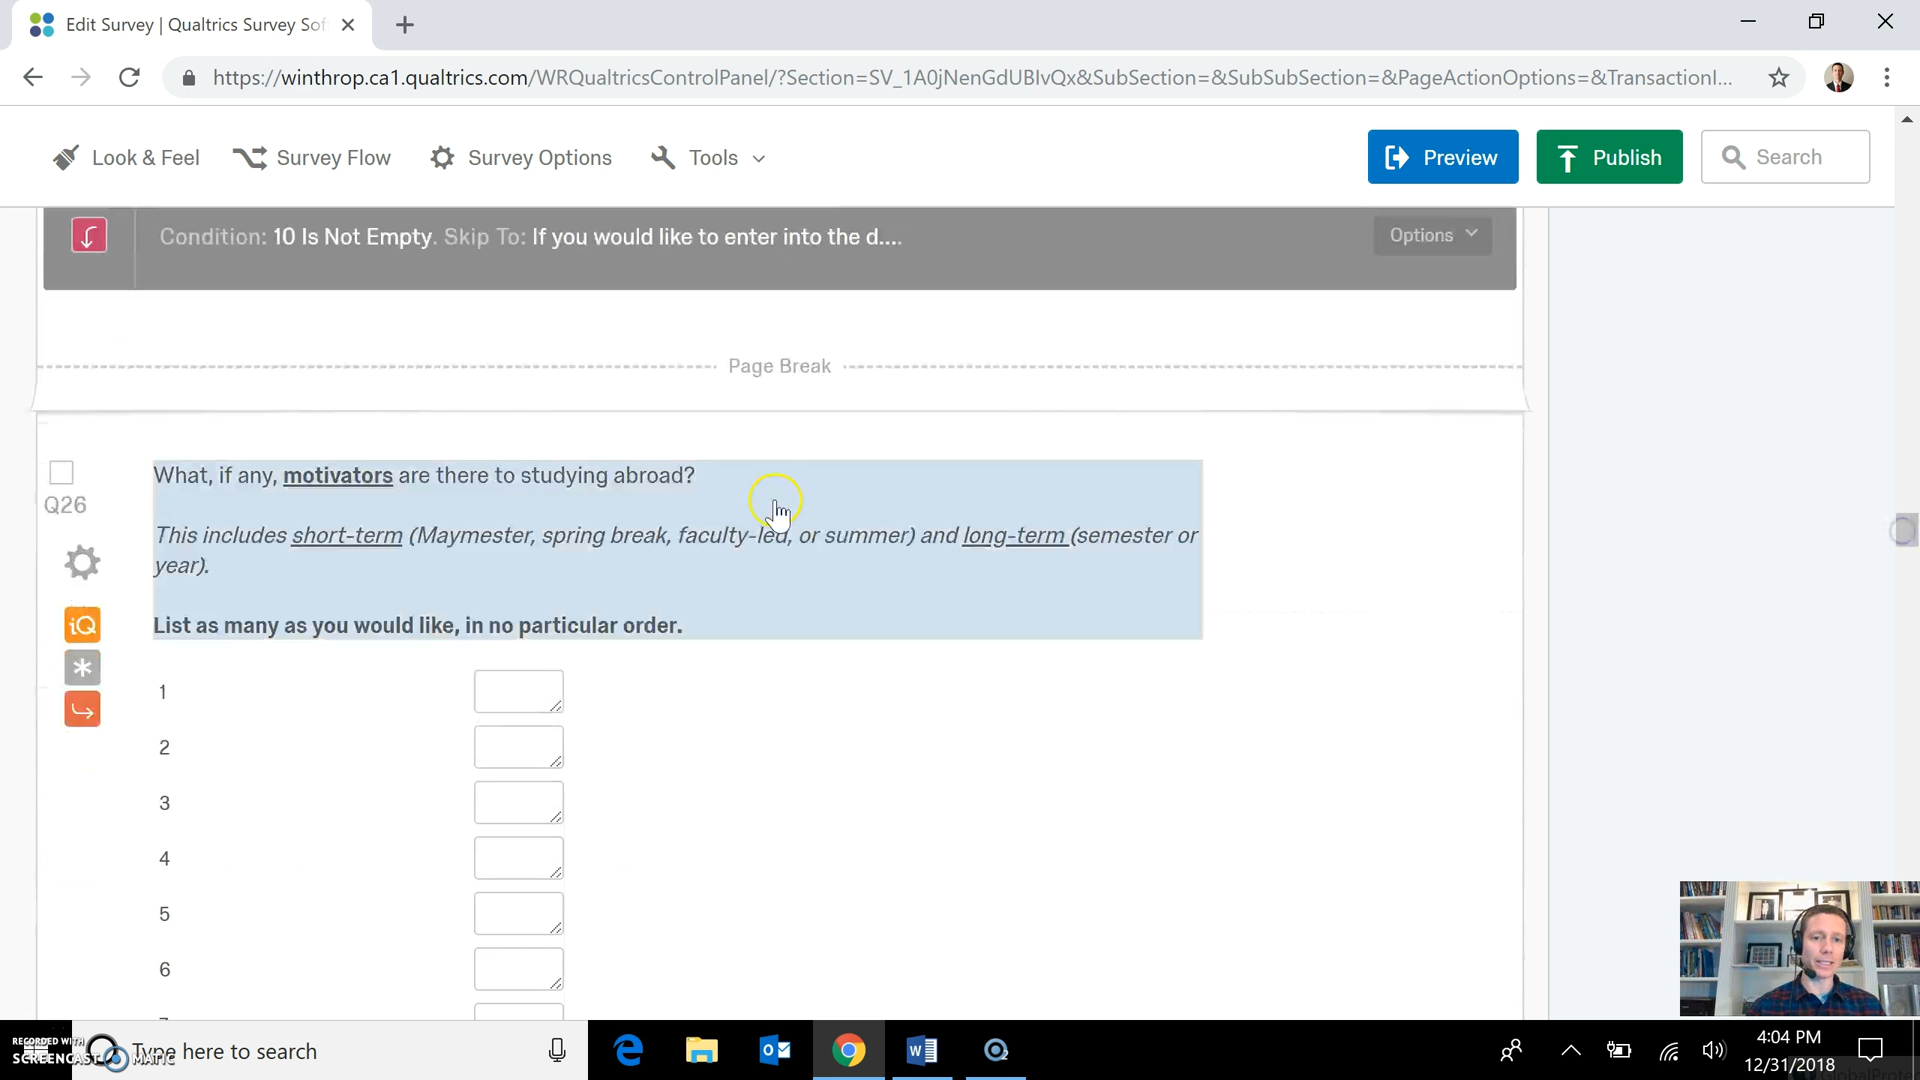 Edit Survey | Qualtrics Survey Sof
https://winthrop.ca1.qualtrics.com/WRQualtricsControlPanel/?Section=SV_1A0jNenGdUBIvQx&SubSection=&SubSubSection=&PageActionOptions=&TransactionI...
Look & Feel Survey Flow Survey Options Tools Preview Publish Search
Condition: 10 Is Not Empty. Skip To: If you would like to enter into the d.... Options
Page Break
Q26
What, if any, motivators are there to studying abroad?
This includes short-term (Maymester, spring break, faculty-led, or summer) and long-term (semester or
year).
List as many as you would like, in no particular order.
iQ
1
2
3
4
5
6
RECORDED WITH
SCREENCAST MATIC
Type here to search
4:04 PM
12/31/2018